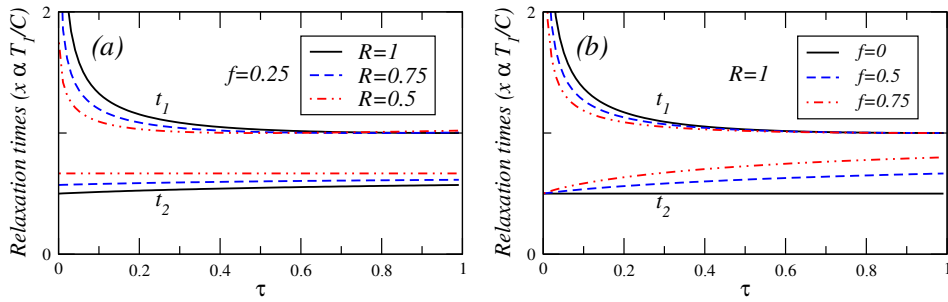 Relaxation times (x α T1/C)
2
1
0
(a)
f=0.25
R=1
R=0.75
R=0.5
t1
t2
0 0.2 0.4 0.6 0.8 1
τ
Relaxation times (x α T1/C)
2
1
0
(b)
R=1
f=0
f=0.5
f=0.75
t1
t2
0 0.2 0.4 0.6 0.8 1
τ